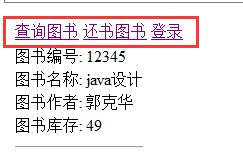 查询图书 还书图书 登录
图书编号: 12345
图书名称: java设计
图书作者: 郭克华
图书库存: 49